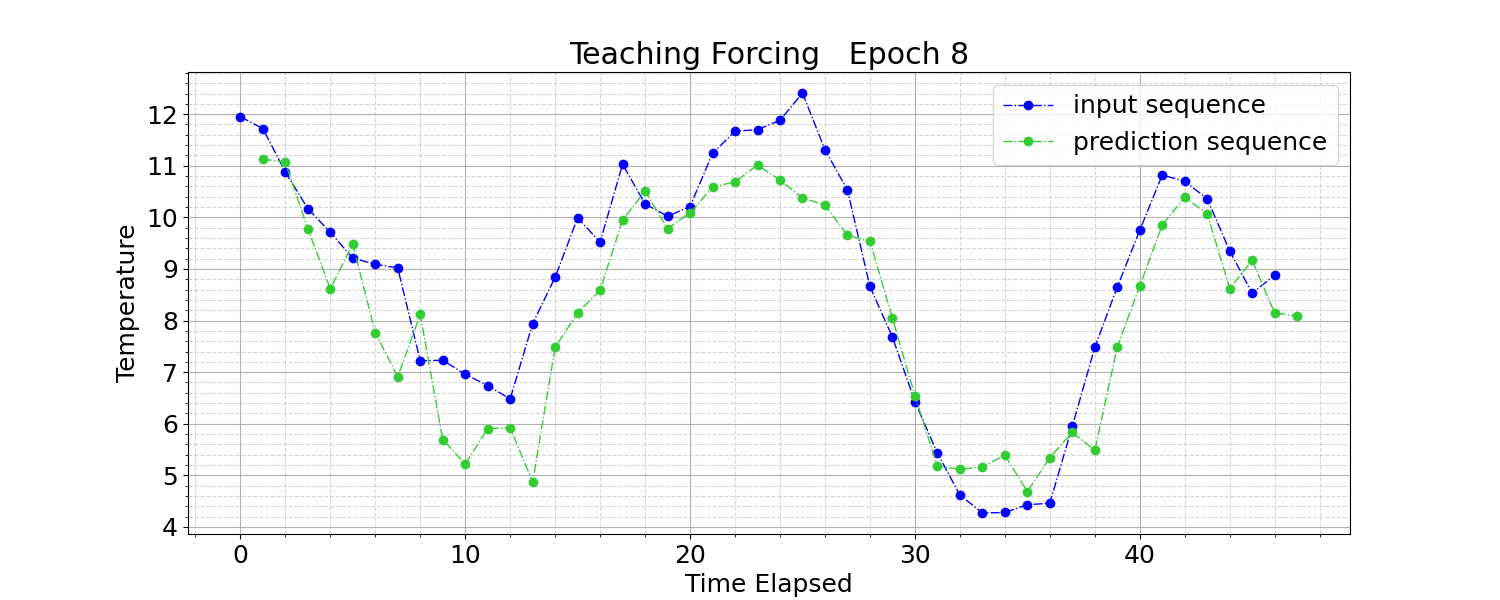 Teaching Forcing   Epoch 8
input sequence
prediction sequence
Temperature
12
11
10
9
8
7
6
5
4
0 10 20 30 40
Time Elapsed